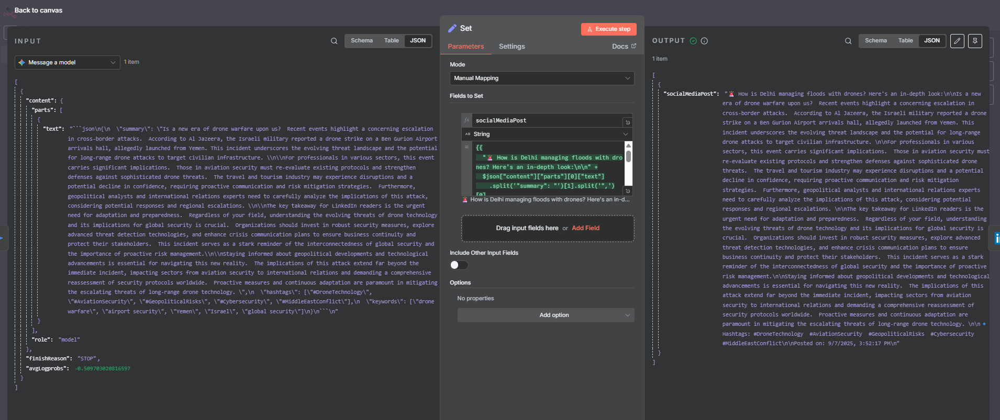 Back to canvas
INPUT
Schema Table JSON
Message a model
1 item
[
{
"content": {
"parts": [
{
"text": "```json\n{\n  \"summary\": \"Is a new era of drone warfare upon us?  Recent events highlight a concerning escalation
in cross-border attacks.  According to Al Jazeera, the Israeli military reported a drone strike on a Ben Gurion Airport
arrivals hall, allegedly launched from Yemen. This incident underscores the evolving threat landscape and the potential
for long-range drone attacks to target civilian infrastructure. \\n\\nFor professionals in various sectors, this event
carries significant implications.  Those in aviation security must re-evaluate existing protocols and strengthen
defenses against sophisticated drone threats.  The travel and tourism industry may experience disruptions and a
potential decline in confidence, requiring proactive communication and risk mitigation strategies.  Furthermore,
geopolitical analysts and international relations experts need to carefully analyze the implications of this attack,
considering potential responses and regional escalations. \\n\\nThe key takeaway for LinkedIn readers is the urgent
need for adaptation and preparedness.  Regardless of your field, understanding the evolving threats of drone technology
and its implications for global security is crucial.  Organizations should invest in robust security measures, explore
advanced threat detection technologies, and enhance crisis communication plans to ensure business continuity and
protect their stakeholders.  This incident serves as a stark reminder of the interconnectedness of global security and
the importance of proactive risk management.\\n\\nStaying informed about geopolitical developments and technological
advancements is essential for navigating this new reality.  The implications of this attack extend far beyond the
immediate incident, impacting sectors from aviation security to international relations and demanding a comprehensive
reassessment of security protocols worldwide.  Proactive measures and continuous adaptation are paramount in mitigating
the escalating threats of long-range drone technology. \",\n  \"hashtags\": [\"#DroneTechnology\",
\"#AviationSecurity\", \"#GeopoliticalRisks\", \"#Cybersecurity\", \"#MiddleEastConflict\"],\n  \"keywords\": [\"drone
warfare\", \"airport security\", \"Yemen\", \"Israel\", \"global security\"]\n}\n```\n"
}
],
"role": "model"
},
"finishReason": "STOP",
"avgLogprobs": -0.509703020816597
}
]
Set
Execute step
Parameters Settings Docs
Mode
Manual Mapping
Fields to Set
fx socialMediaPost
AB String
= {{
"🚨 How is Delhi managing floods with dro
nes? Here's an in-depth look:\n\n" +
$json["content"]["parts"][0]["text"]
.split('"summary": "')[1].split('",')
[0]
🚨 How is Delhi managing floods with drones? Here's an in-d...
Drag input fields here or Add Field
Include Other Input Fields
Options
No properties
Add option
OUTPUT
Schema Table JSON
1 item
[
{
"socialMediaPost": "🚨 How is Delhi managing floods with drones? Here's an in-depth look:\n\nIs a new
era of drone warfare upon us?  Recent events highlight a concerning escalation in
cross-border attacks.  According to Al Jazeera, the Israeli military reported a drone
strike on a Ben Gurion Airport arrivals hall, allegedly launched from Yemen. This
incident underscores the evolving threat landscape and the potential for long-range
drone attacks to target civilian infrastructure. \n\nFor professionals in various
sectors, this event carries significant implications.  Those in aviation security must
re-evaluate existing protocols and strengthen defenses against sophisticated drone
threats.  The travel and tourism industry may experience disruptions and a potential
decline in confidence, requiring proactive communication and risk mitigation
strategies.  Furthermore, geopolitical analysts and international relations experts
need to carefully analyze the implications of this attack, considering potential
responses and regional escalations. \n\nThe key takeaway for LinkedIn readers is the
urgent need for adaptation and preparedness.  Regardless of your field, understanding
the evolving threats of drone technology and its implications for global security is
crucial.  Organizations should invest in robust security measures, explore advanced
threat detection technologies, and enhance crisis communication plans to ensure
business continuity and protect their stakeholders.  This incident serves as a stark
reminder of the interconnectedness of global security and the importance of proactive
risk management.\n\nStaying informed about geopolitical developments and technological
advancements is essential for navigating this new reality.  The implications of this
attack extend far beyond the immediate incident, impacting sectors from aviation
security to international relations and demanding a comprehensive reassessment of
security protocols worldwide.  Proactive measures and continuous adaptation are
paramount in mitigating the escalating threats of long-range drone technology. \n\n🔹
Hashtags: #DroneTechnology  #AviationSecurity  #GeopoliticalRisks  #Cybersecurity
#MiddleEastConflict\n\nPosted on: 9/7/2025, 3:52:17 PM\n"
}
]